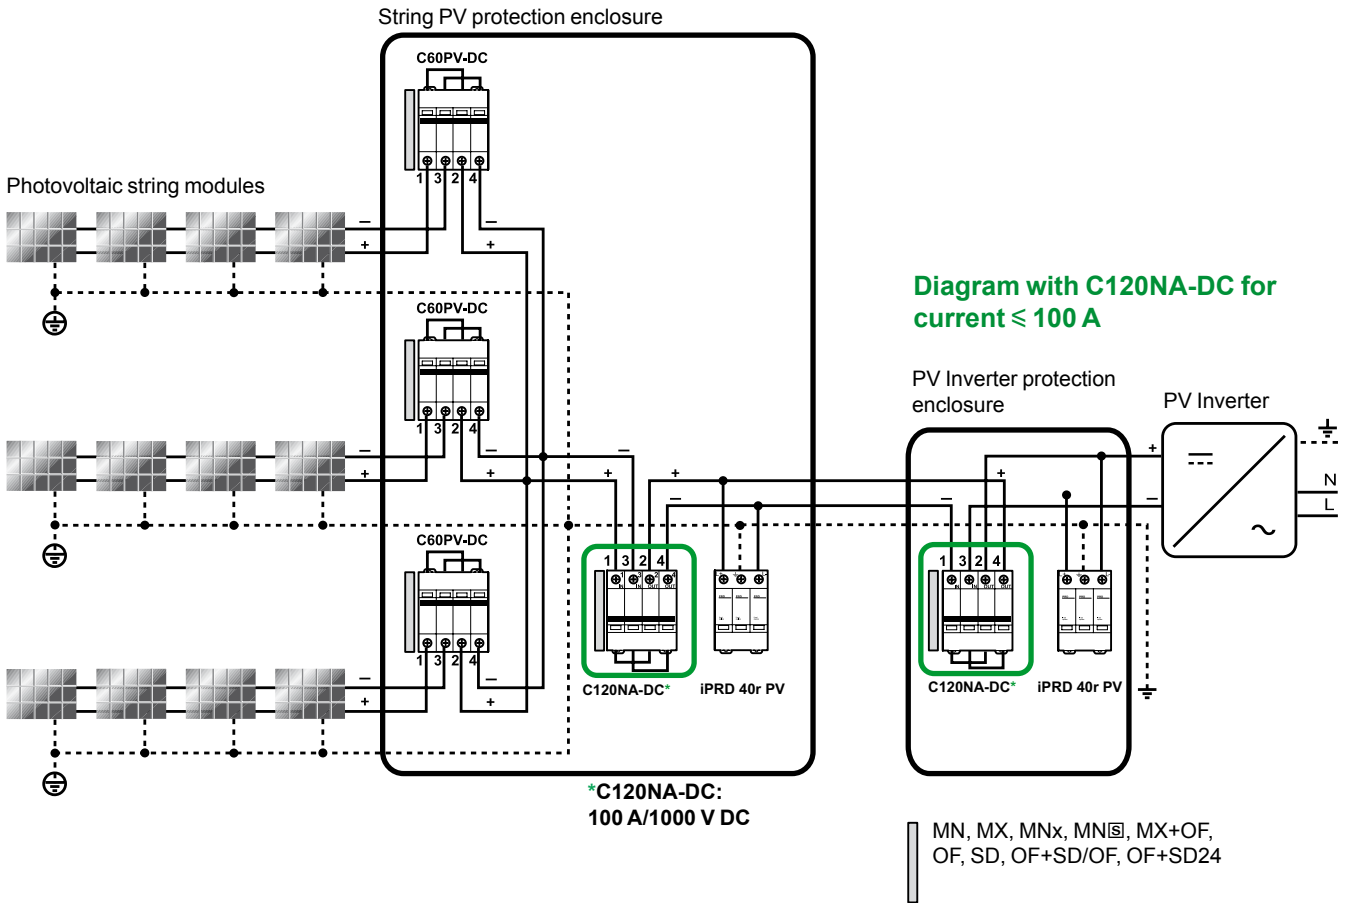 String PV protection enclosure
C60PV-DC
1 3 2 4
Photovoltaic string modules
−
+
+
C60PV-DC
1 3 2 4
−
+
−
+
C60PV-DC
1 3 2 4
−
+
−
+
Diagram with C120NA-DC for
current ⩽ 100 A
PV Inverter protection
enclosure
PV Inverter
+
−
1 3 2 4
C120NA-DC*
iPRD 40r PV
*C120NA-DC:
100 A/1000 V DC
−
+
−
1 3 2 4
C120NA-DC*
iPRD 40r PV
+
−
N
L
MN, MX, MNx, MN🅂, MX+OF,
OF, SD, OF+SD/OF, OF+SD24